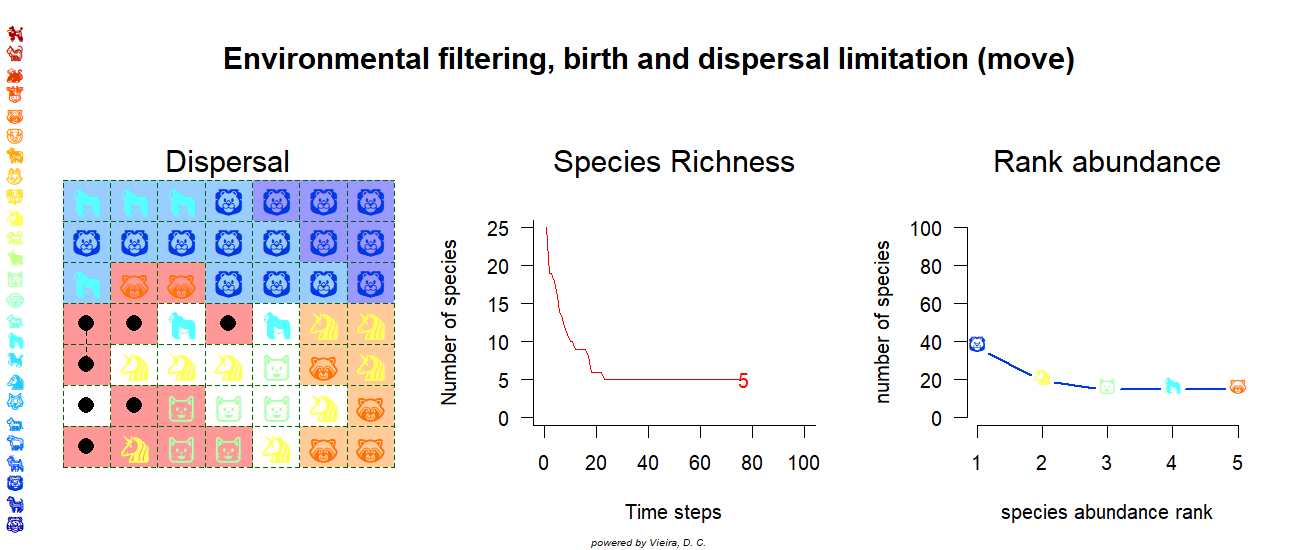 Environmental filtering, birth and dispersal limitation (move)
Dispersal
Species Richness
Number of species
25
20
15
10
5
0
5
0 20 40 60 80 100
Time steps
Rank abundance
number of species
100
80
60
40
20
0
1 2 3 4 5
species abundance rank
powered by Vieira, D. C.